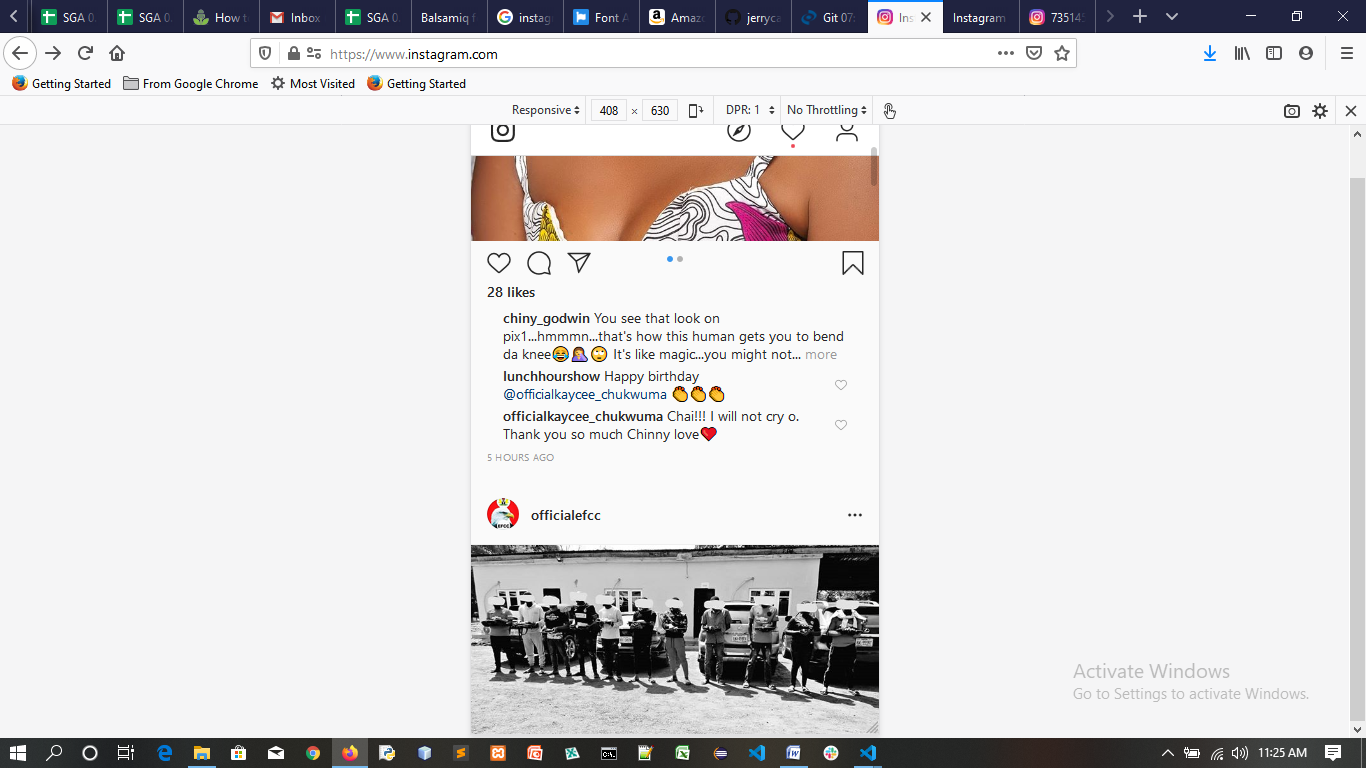 SGA 0.
SGA 0.
How t
Inbox
SGA 0.
Balsamiq f
instag
Font A
Amazo
jerryca
Git 07:
Ins
Instagram
73514
https://www.instagram.com
Getting Started
From Google Chrome
Most Visited
Getting Started
Responsive
408 × 630
DPR: 1
No Throttling
28 likes
chiny_godwin You see that look on
pix1...hmmmn...that's how this human gets you to bend
da knee😂🤦‍♀️🙄 It's like magic...you might not... more
lunchhourshow Happy birthday
@officialkaycee_chukwuma 👏👏👏
officialkaycee_chukwuma Chai!!! I will not cry o.
Thank you so much Chinny love❤️
5 HOURS AGO
EFCC
officialefcc
Activate Windows
Go to Settings to activate Windows.
11:25 AM